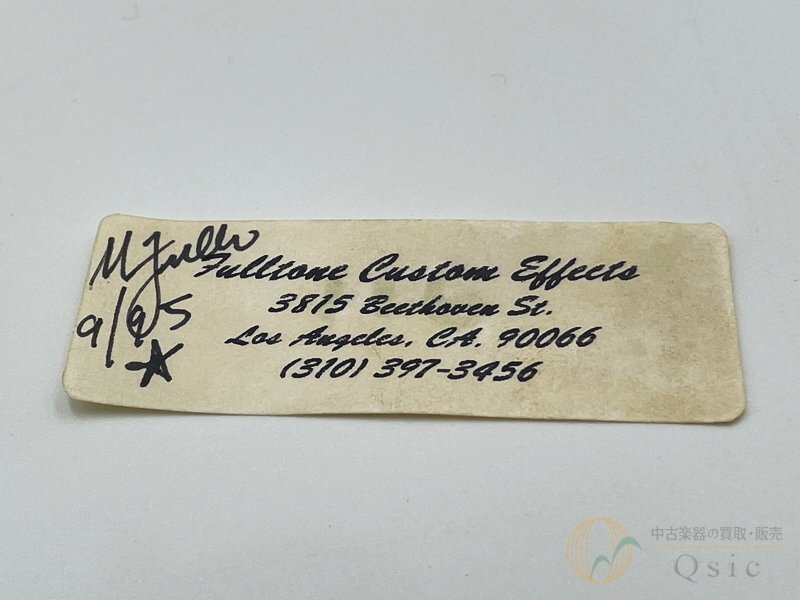 M Fuller
9/95
Fulltone Custom Effects
3815 Beethoven St.
Los Angeles, CA. 90066
(310) 397-3456
中古楽器の買取・販売
Qsic